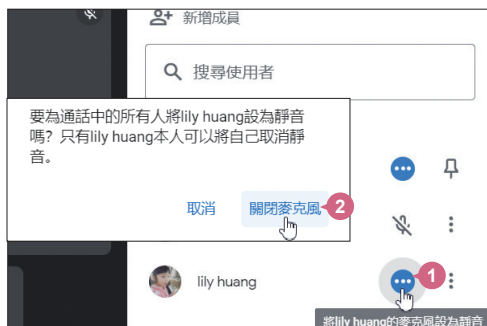 新增成員
搜尋使用者
要為通話中的所有人將lily huang設為靜音
嗎？只有lily huang本人可以將自己取消靜
音。
取消
關閉麥克風
2
lily huang
1
將lily huang的麥克風設為靜音